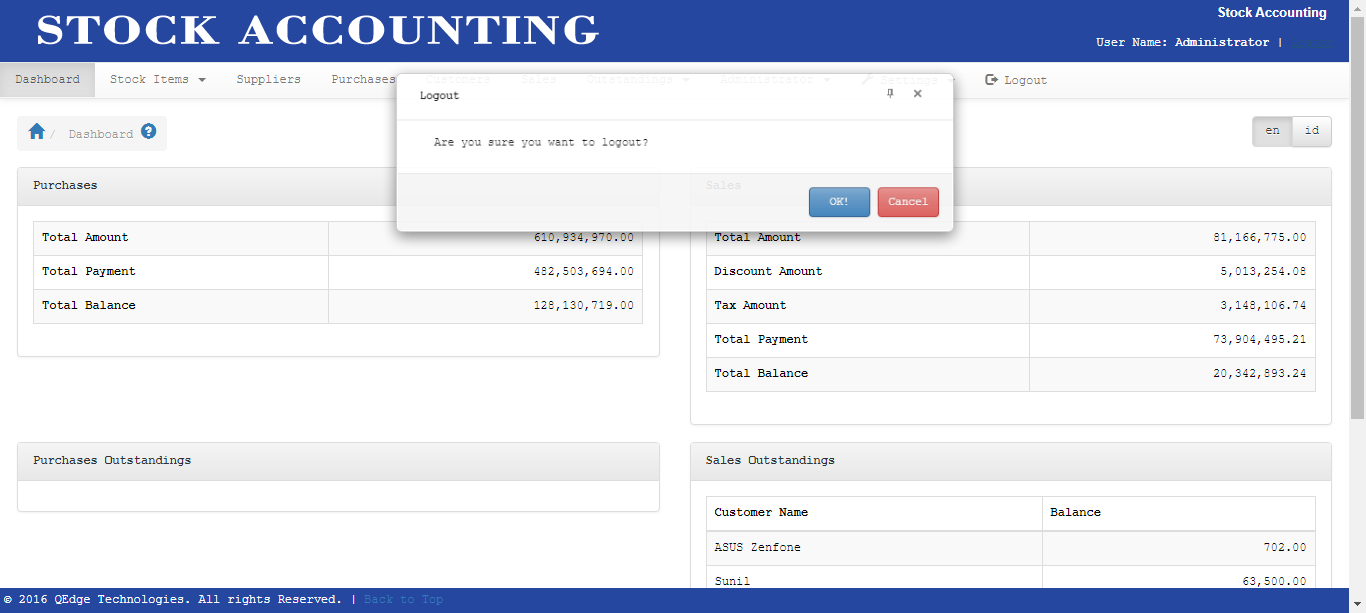 STOCK ACCOUNTING
Stock Accounting
User Name: Administrator |
Dashboard Stock Items Suppliers Purchases Customers Sales Outstandings Administrator Settings Logout
Logout
Are you sure you want to logout?
OK! Cancel
Dashboard
en id
Purchases
Total Amount 610,934,970.00
Total Payment 482,503,694.00
Total Balance 128,130,719.00
Sales
Total Amount 81,166,775.00
Discount Amount 5,013,254.08
Tax Amount 3,148,106.74
Total Payment 73,904,495.21
Total Balance 20,342,893.24
Purchases Outstandings
Sales Outstandings
Customer Name Balance
ASUS Zenfone 702.00
Sunil 63,500.00
© 2016 QEdge Technologies. All rights Reserved. | Back to Top